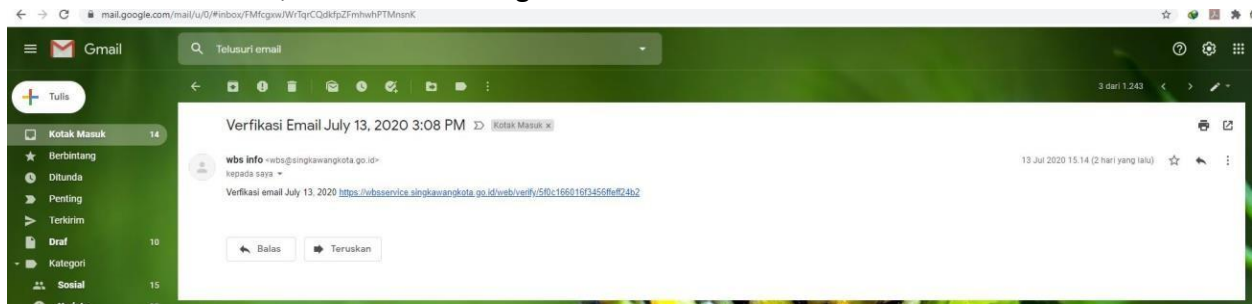 mail.google.com/mail/u/0/#inbox/FMfcgxwJWrTqrCQdkfpZFmhwhPTMnsnK
Gmail
Telusuri email
Tulis
3 dari 1.243
Kotak Masuk 14
Berbintang
Ditunda
Penting
Terkirim
Draf 10
Kategori
Sosial 15
Verfikasi Email July 13, 2020 3:08 PM Kotak Masuk x
wbs info <wbs@singkawangkota.go.id>
13 Jul 2020 15.14 (2 hari yang lalu)
kepada saya
Verfikasi email July 13, 2020 https://wbsservice.singkawangkota.go.id/web/verify/5f0c166016f3456ffeff24b2
Balas
Teruskan